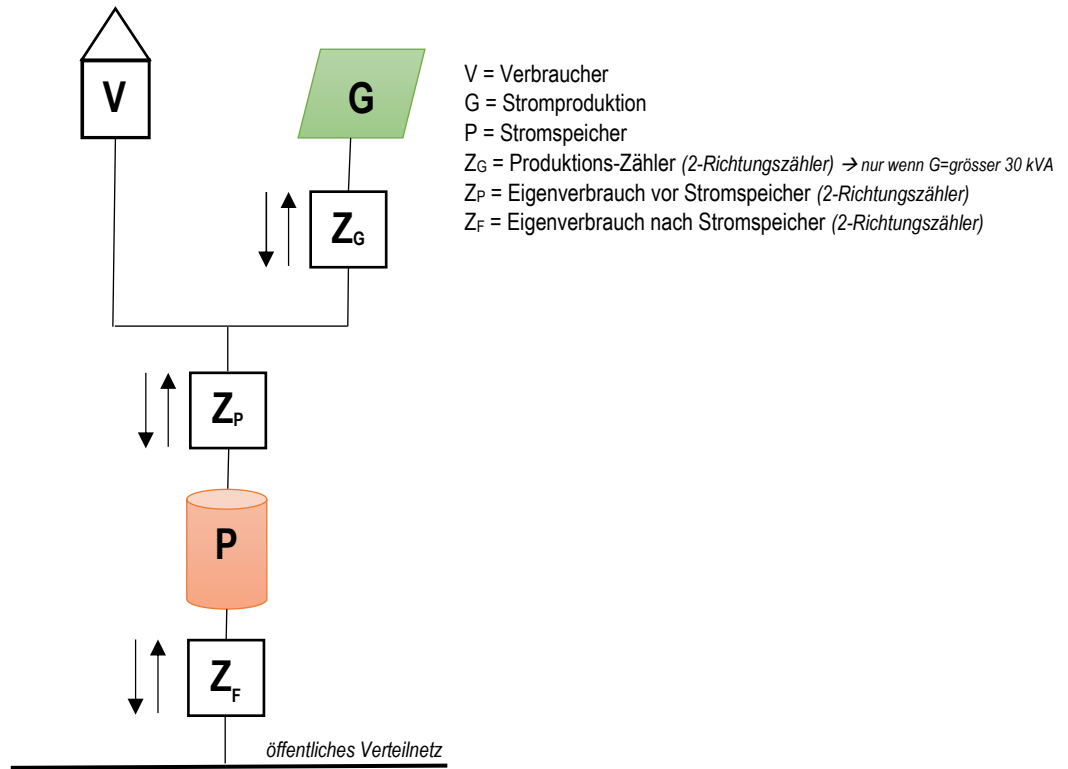 V
G
V = Verbraucher
G = Stromproduktion
P = Stromspeicher
ZG = Produktions-Zähler (2-Richtungszähler) → nur wenn G=grösser 30 kVA
ZP = Eigenverbrauch vor Stromspeicher (2-Richtungszähler)
ZF = Eigenverbrauch nach Stromspeicher (2-Richtungszähler)
ZG
ZP
P
ZF
öffentliches Verteilnetz